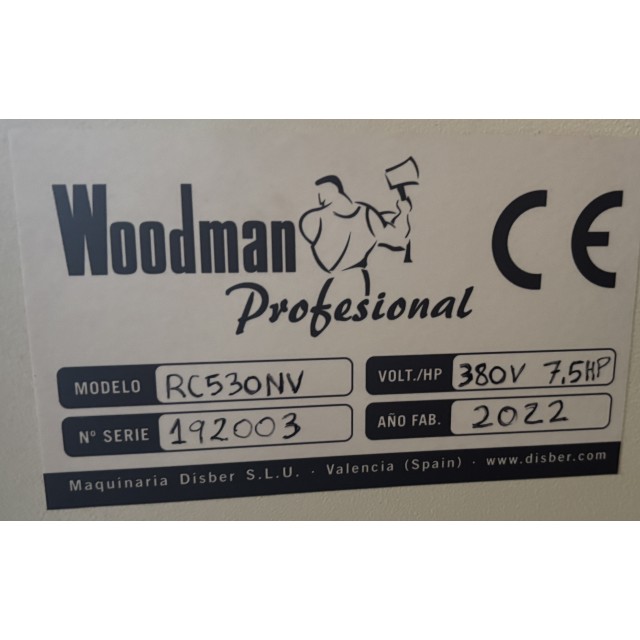 Woodman
Profesional
CE
MODELO RC530NV
VOLT./HP 380V 7,5HP
Nº SERIE 192003
AÑO FAB. 2022
Maquinaria Disber S.L.U. · Valencia (Spain) · www.disber.com